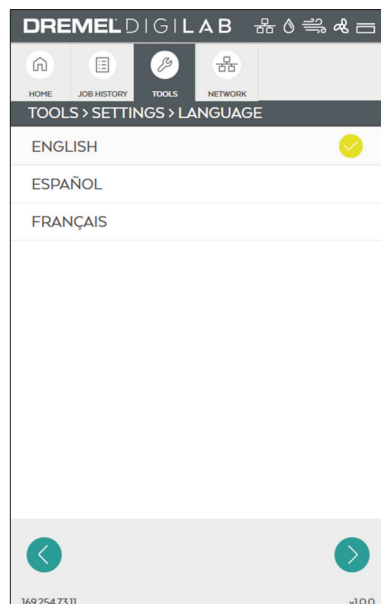 DREMEL DIGILAB
HOME JOB HISTORY TOOLS NETWORK
TOOLS > SETTINGS > LANGUAGE
ENGLISH
ESPAÑOL
FRANÇAIS
169.254.73.11 v1.0.0